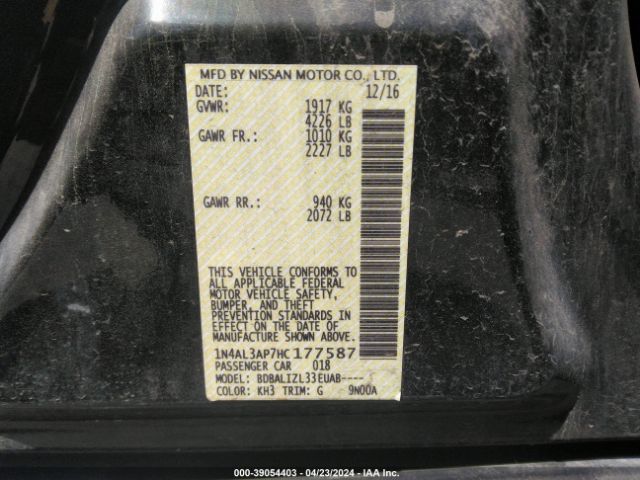 MFD BY NISSAN MOTOR CO., LTD.
DATE: 12/16
GVWR: 1917 KG
4226 LB
GAWR FR.: 1010 KG
2227 LB
GAWR RR.: 940 KG
2072 LB
THIS VEHICLE CONFORMS TO
ALL APPLICABLE FEDERAL
MOTOR VEHICLE SAFETY,
BUMPER, AND THEFT
PREVENTION STANDARDS IN
EFFECT ON THE DATE OF
MANUFACTURE SHOWN ABOVE.
1N4AL3AP7HC177587
PASSENGER CAR 018
MODEL: BDBALIZL33EUAB----
COLOR: KH3 TRIM: G 9N00A
000-39054403 - 04/23/2024 - IAA Inc.